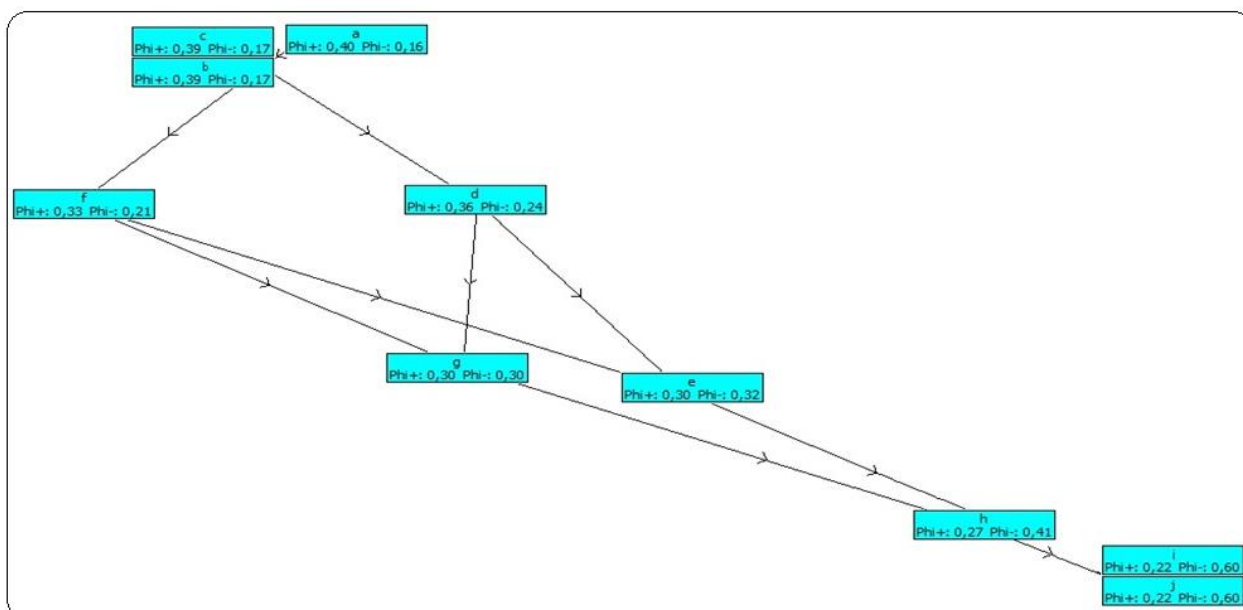 c
Phi+: 0,39 Phi-: 0,17
a
Phi+: 0,40 Phi-: 0,16
b
Phi+: 0,39 Phi-: 0,17
f
Phi+: 0,33 Phi-: 0,21
d
Phi+: 0,36 Phi-: 0,24
g
Phi+: 0,30 Phi-: 0,30
e
Phi+: 0,30 Phi-: 0,32
h
Phi+: 0,27 Phi-: 0,41
i
Phi+: 0,22 Phi-: 0,60
j
Phi+: 0,22 Phi-: 0,60